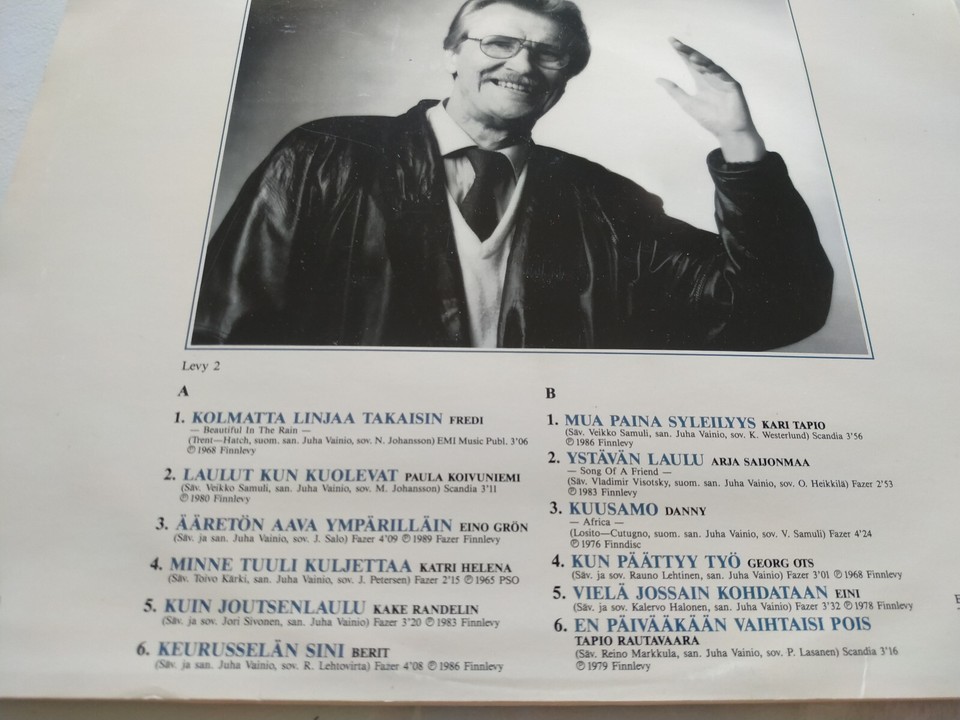 Levy 2
A
1. KOLMATTA LINJAA TAKAISIN FREDI
— Beautiful In The Rain —
(Trent—Hatch, suom. san. Juha Vainio, sov. N. Johansson) EMI Music Publ. 3'06
℗ 1968 Finnlevy
2. LAULUT KUN KUOLEVAT PAULA KOIVUNIEMI
(Säv. Veikko Samuli, san. Juha Vainio, sov. M. Johansson) Scandia 3'11
℗ 1980 Finnlevy
3. ÄÄRETÖN AAVA YMPÄRILLÄIN EINO GRÖN
(Säv. ja san. Juha Vainio, sov. J. Salo) Fazer 4'09 ℗ 1989 Fazer Finnlevy
4. MINNE TUULI KULJETTAA KATRI HELENA
(Säv. Toivo Kärki, san. Juha Vainio, sov. J. Petersen) Fazer 2'15 ℗ 1965 PSO
5. KUIN JOUTSENLAULU KAKE RANDELIN
(Säv. ja sov. Jori Sivonen, san. Juha Vainio) Fazer 3'20 ℗ 1983 Finnlevy
6. KEURUSSELÄN SINI BERIT
(Säv. ja san. Juha Vainio, sov. R. Lehtovirta) Fazer 4'08 ℗ 1986 Finnlevy
B
1. MUA PAINA SYLEILYYS KARI TAPIO
(Säv. Veikko Samuli, san. Juha Vainio, sov. K. Westerlund) Scandia 3'56
℗ 1986 Finnlevy
2. YSTÄVÄN LAULU ARJA SAIJONMAA
— Song Of A Friend —
(Säv. Vladimir Visotsky, suom. san. Juha Vainio, sov. O. Heikkilä) Fazer 2'53
℗ 1983 Finnlevy
3. KUUSAMO DANNY
— Africa —
(Losito—Cutugno, suom. san. Juha Vainio, sov. V. Samuli) Fazer 4'24
℗ 1976 Finndisc
4. KUN PÄÄTTYY TYÖ GEORG OTS
(Säv. ja sov. Rauno Lehtinen, san. Juha Vainio) Fazer 3'01 ℗ 1968 Finnlevy
5. VIELÄ JOSSAIN KOHDATAAN EINI
(Säv. ja sov. Kalervo Halonen, san. Juha Vainio) Fazer 3'32 ℗ 1978 Finnlevy
6. EN PÄIVÄÄKÄÄN VAIHTAISI POIS
TAPIO RAUTAVAARA
(Säv. Reino Markkula, san. Juha Vainio, sov. P. Lasanen) Scandia 3'16
℗ 1979 Finnlevy